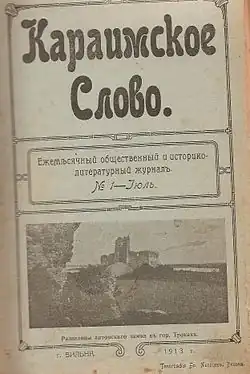 Караимское
Слово.
Ежемѣсячный общественный и историко-
литературный журналъ.
№ 1—Іюль.
Развалины литовскаго замка въ гор. Трокахъ.
г. ВИЛЬНА
1913 г.